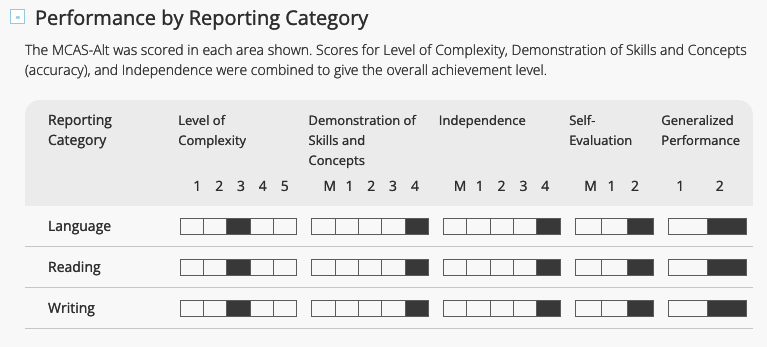 Performance by Reporting Category
The MCAS-Alt was scored in each area shown. Scores for Level of Complexity, Demonstration of Skills and Concepts
(accuracy), and Independence were combined to give the overall achievement level.
Reporting Category
Level of Complexity
Demonstration of Skills and Concepts
Independence
Self-Evaluation
Generalized Performance
1 2 3 4 5 M 1 2 3 4 M 1 2 3 4 M 1 2 1 2
Language
Reading
Writing